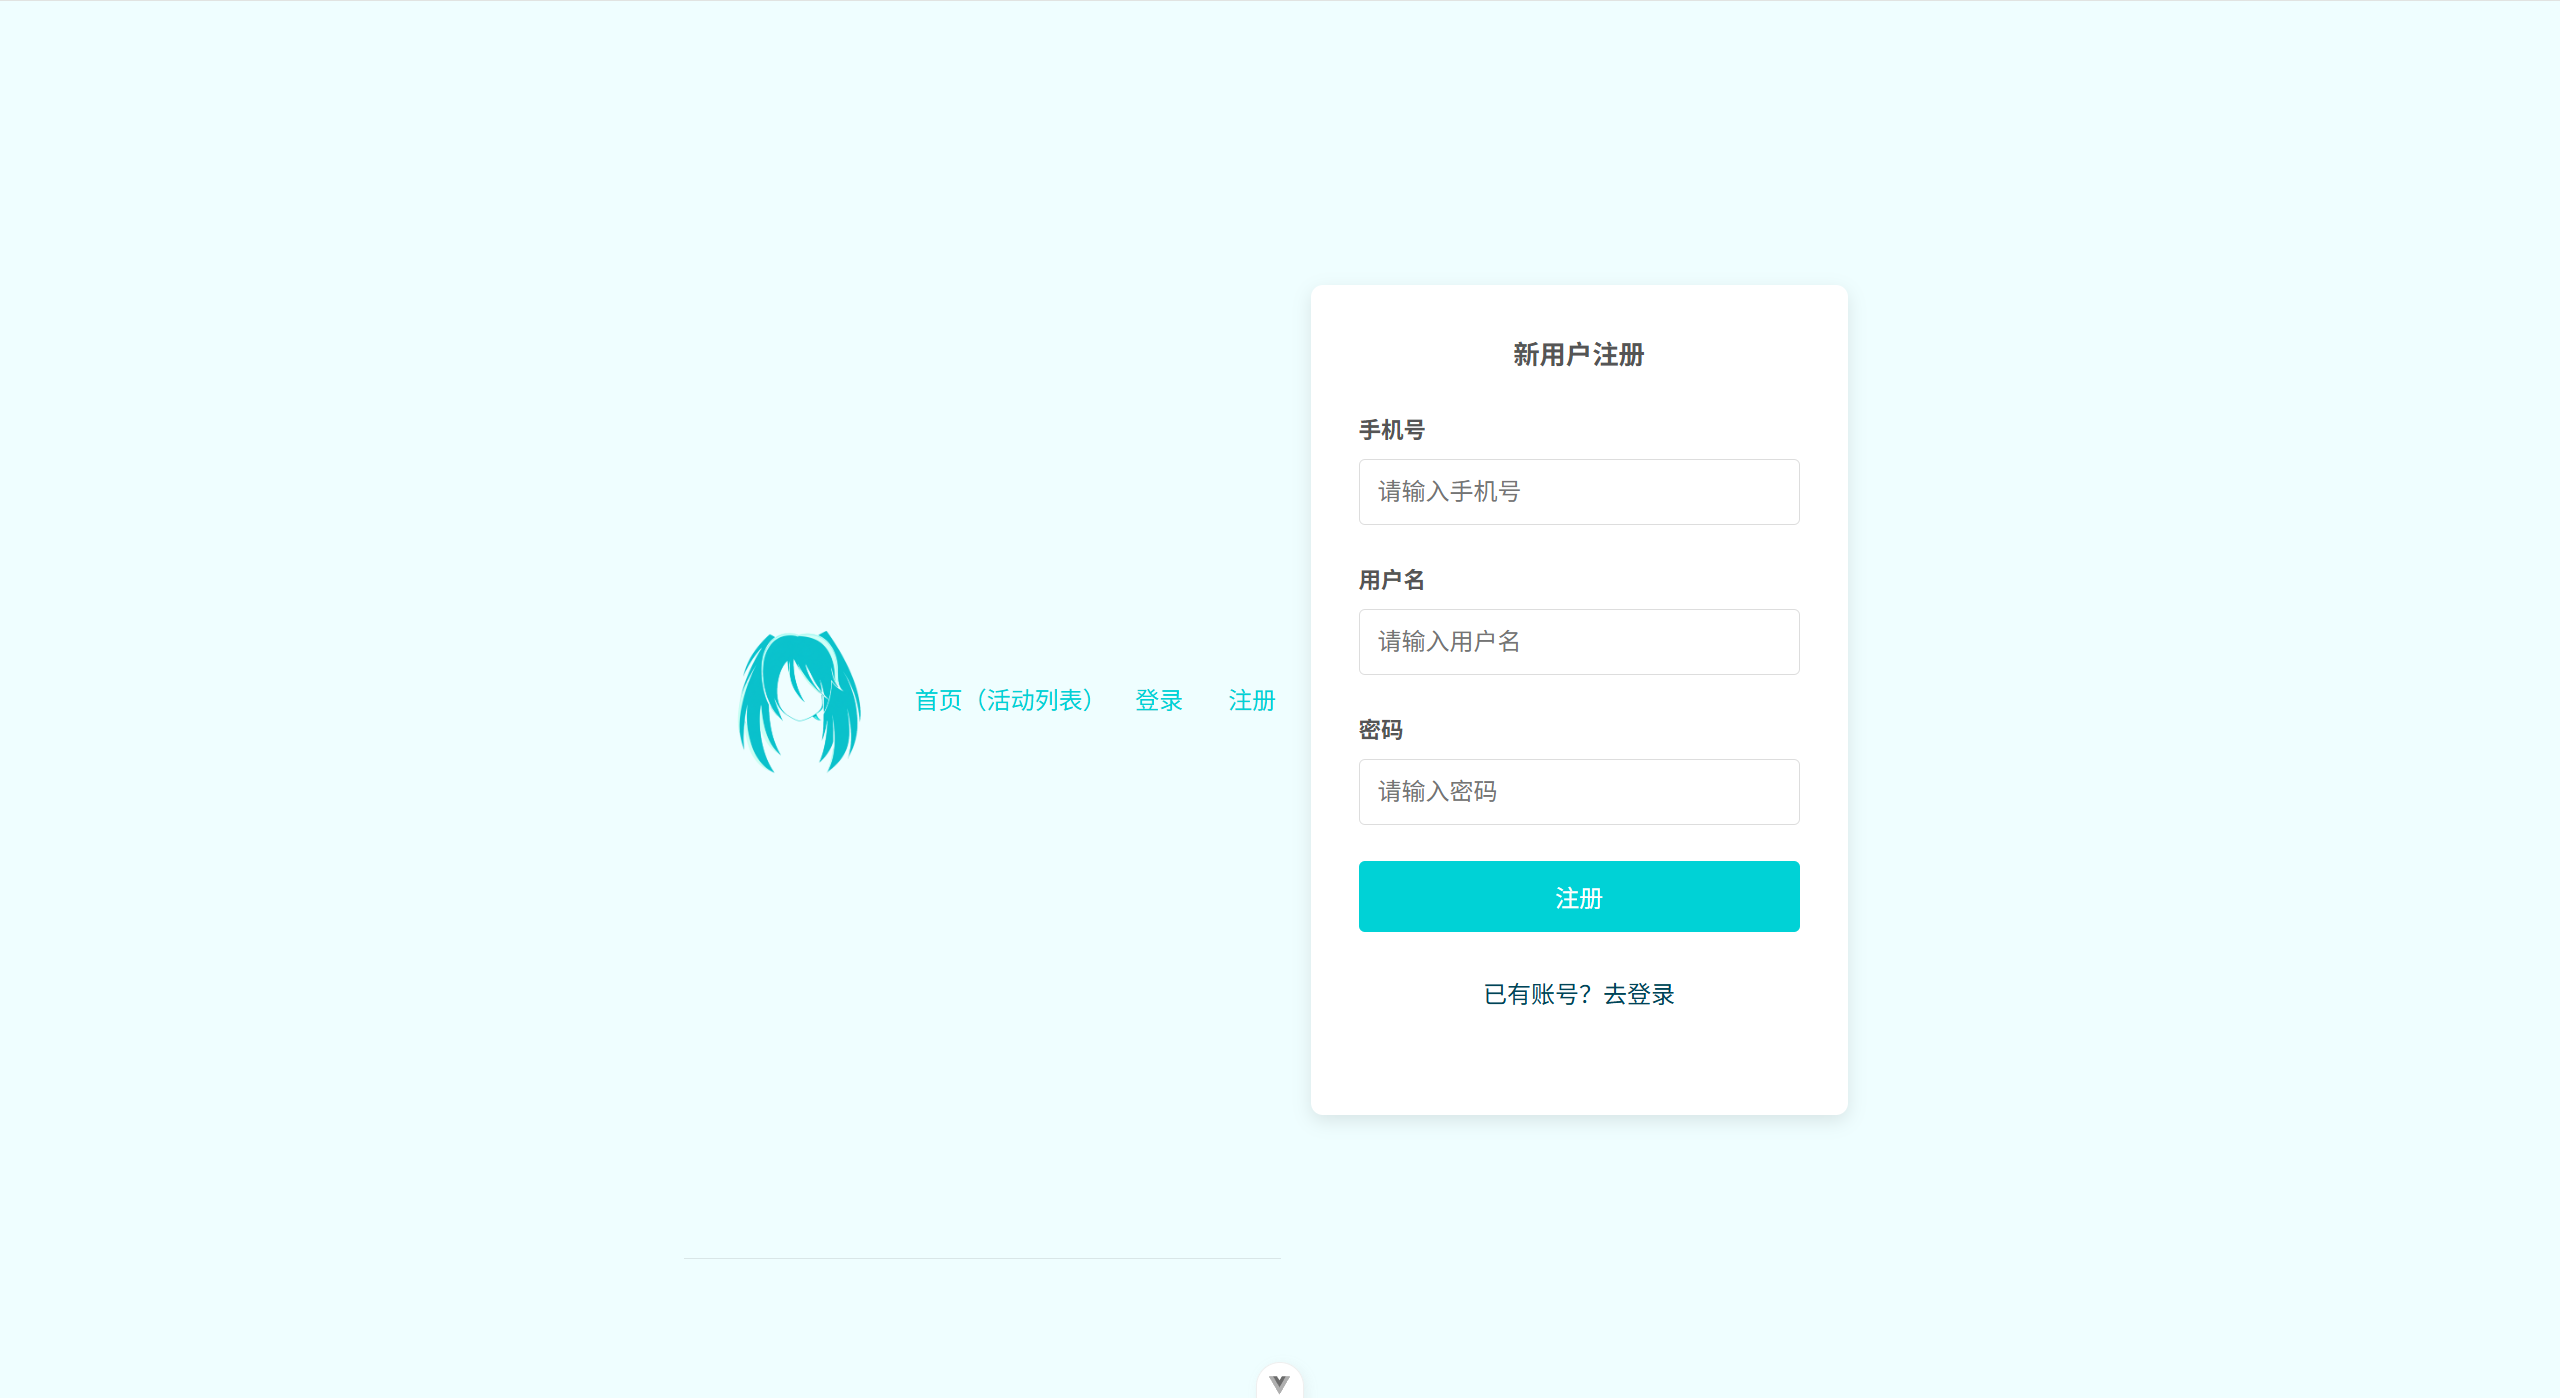 首页（活动列表）
登录
注册
新用户注册
手机号
请输入手机号
用户名
请输入用户名
密码
请输入密码
注册
已有账号？去登录